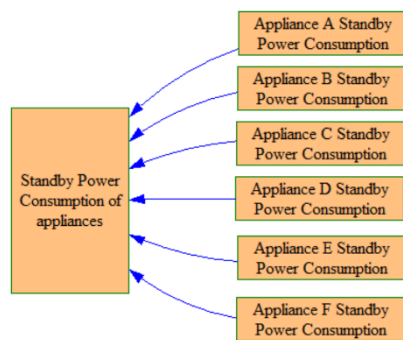 Appliance A Standby
Power Consumption
Appliance B Standby
Power Consumption
Appliance C Standby
Power Consumption
Standby Power
Consumption of
appliances
Appliance D Standby
Power Consumption
Appliance E Standby
Power Consumption
Appliance F Standby
Power Consumption